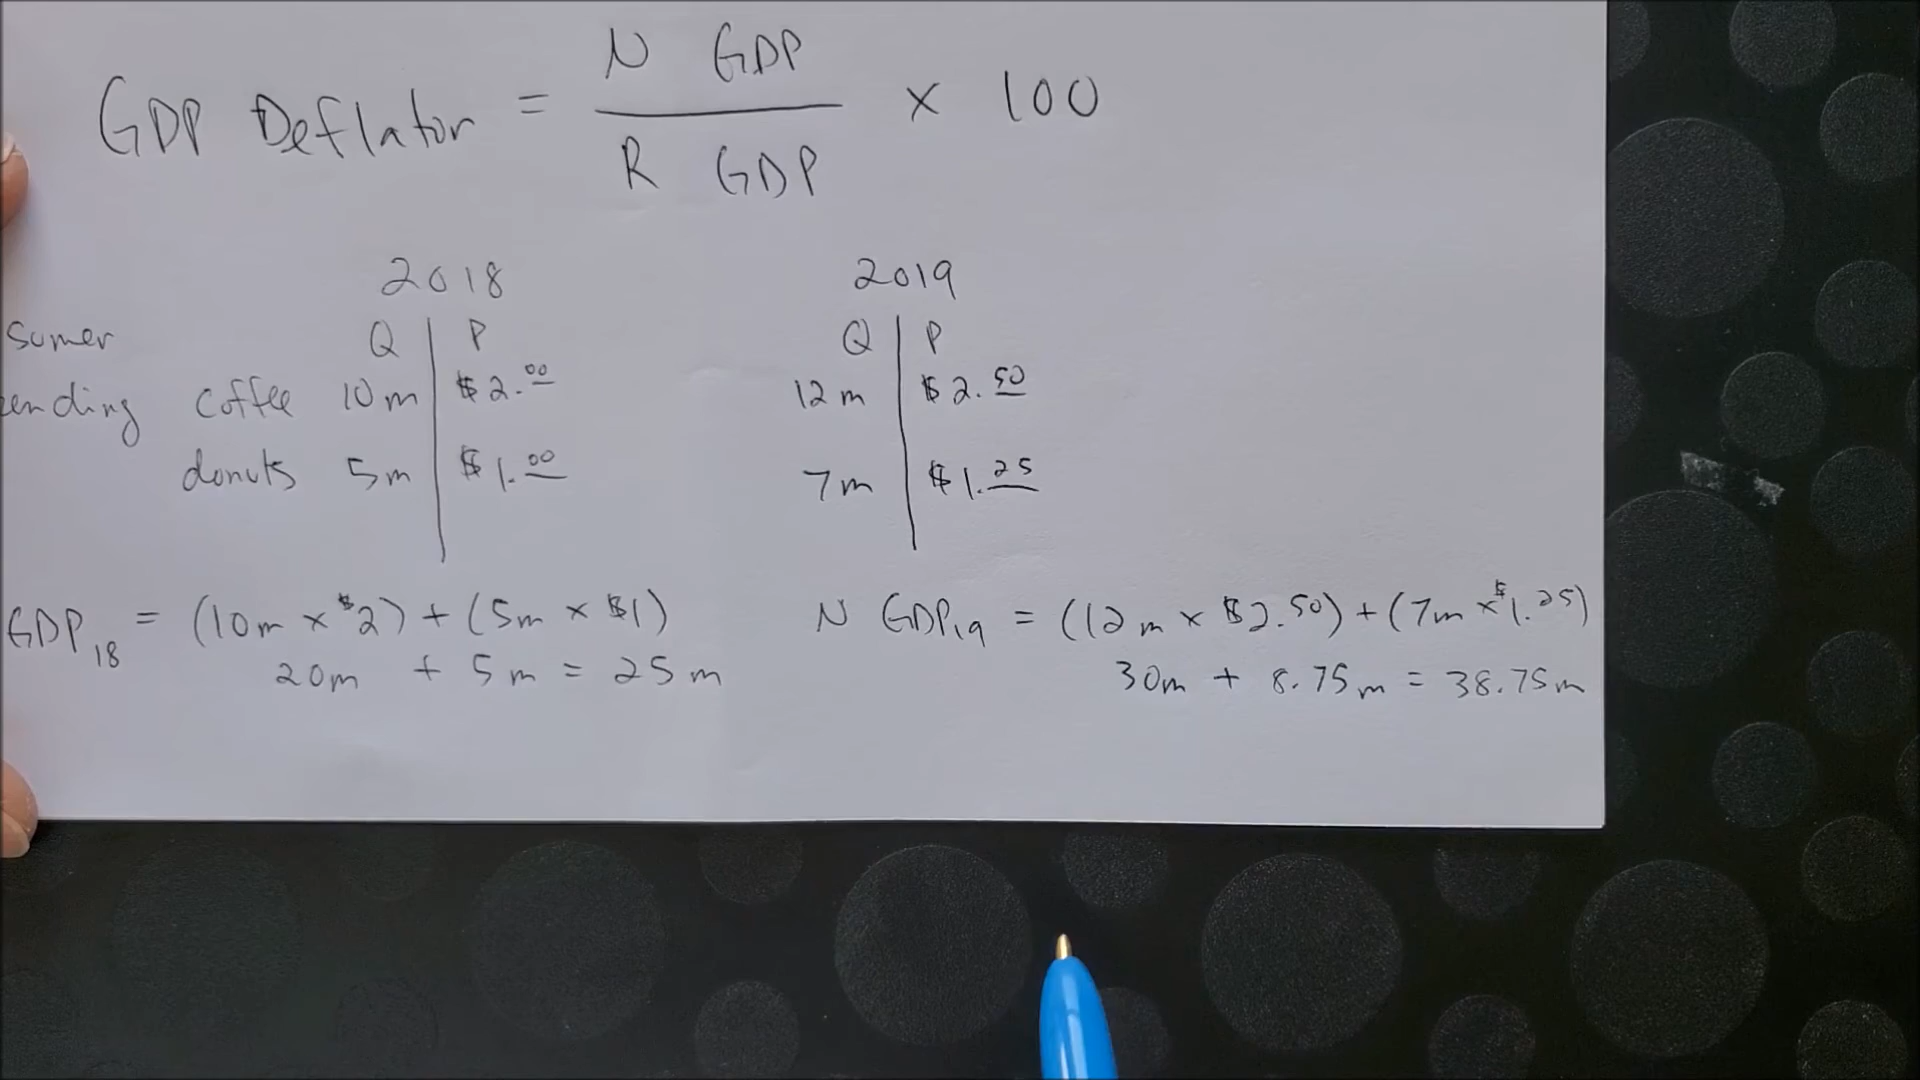 N GDP
GDP Deflator = ——— x 100
R GDP
2018 2019
sumer Q P Q P
ending coffee 10m $2.00 12m $2.50
donuts 5m $1.00 7m $1.25
GDP18 = (10m x $2) + (5m x $1) N GDP19 = (12m x $2.50) + (7m x $1.25)
20m + 5m = 25m 30m + 8.75m = 38.75m